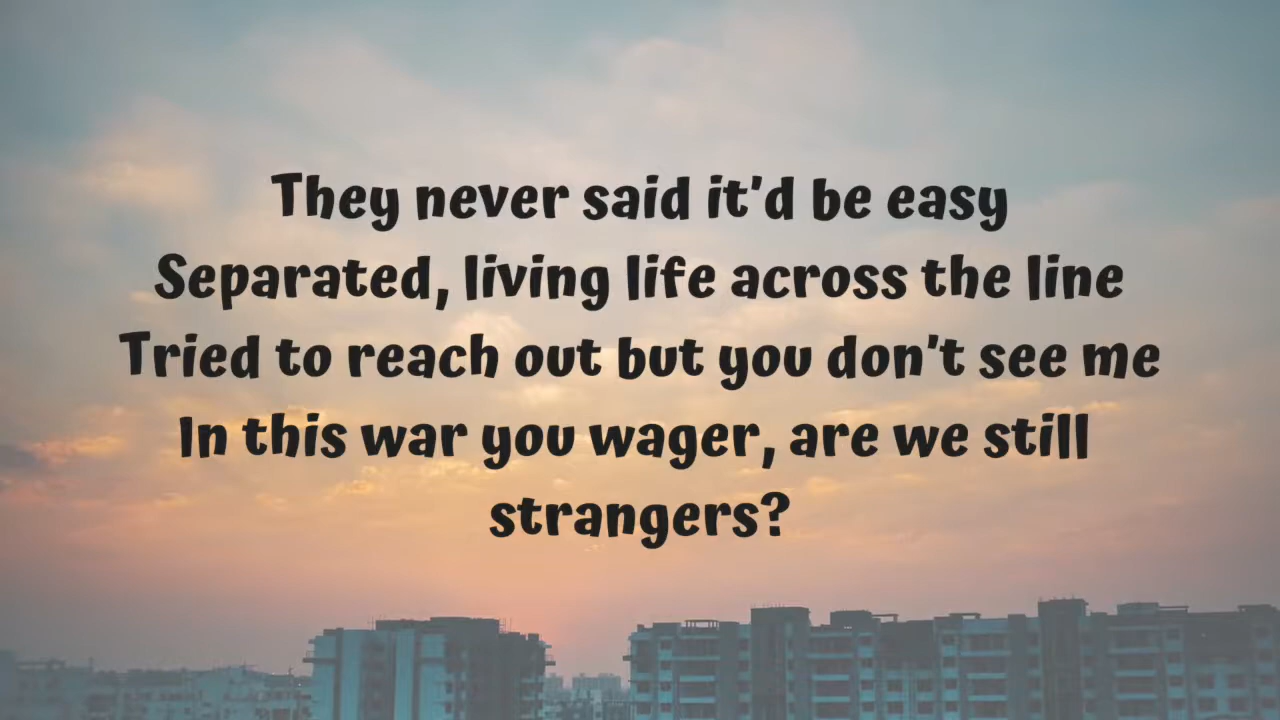 They never said it'd be easy
Separated, living life across the line
Tried to reach out but you don't see me
In this war you wager, are we still
strangers?